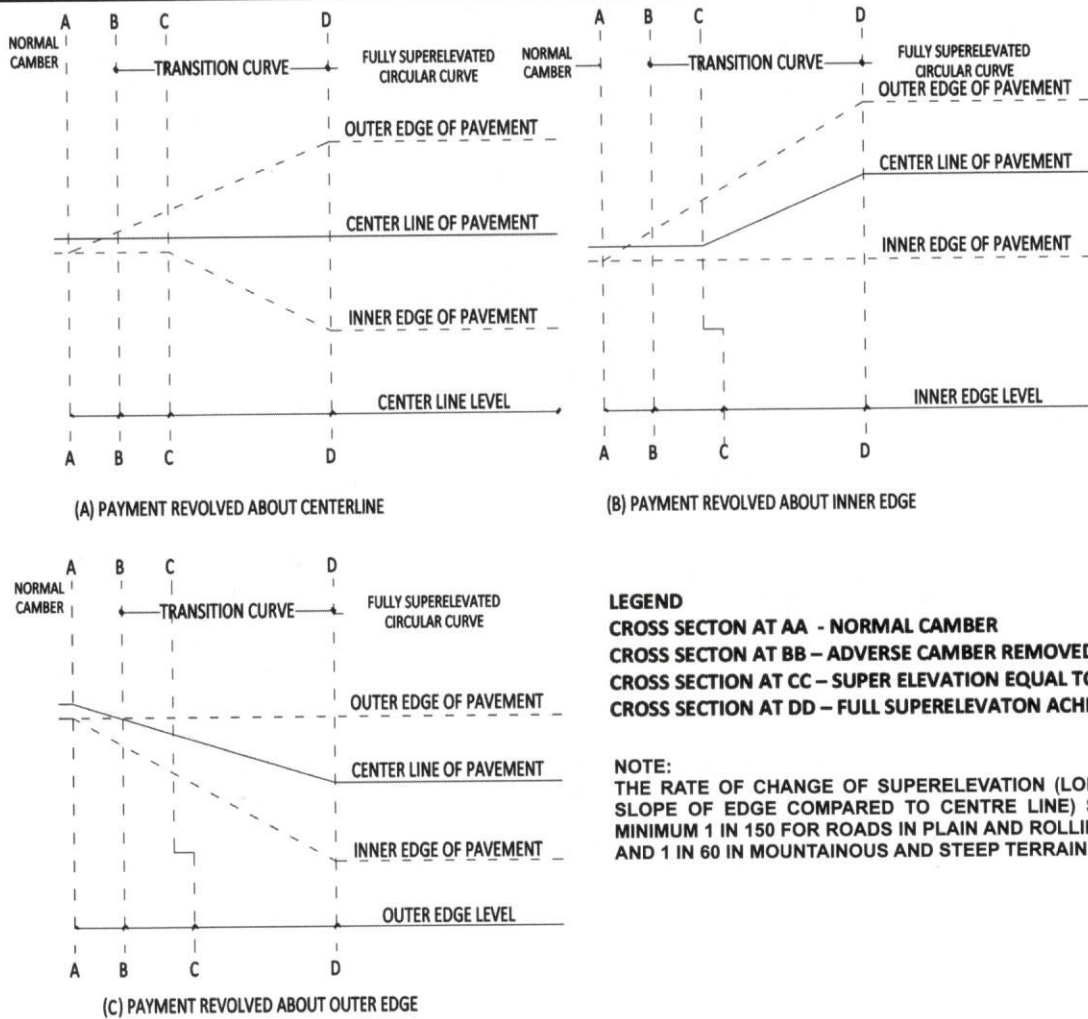 A B C D
NORMAL
CAMBER
TRANSITION CURVE
FULLY SUPERELEVATED
CIRCULAR CURVE
OUTER EDGE OF PAVEMENT
CENTER LINE OF PAVEMENT
INNER EDGE OF PAVEMENT
CENTER LINE LEVEL
A B C D
(A) PAYMENT REVOLVED ABOUT CENTERLINE
A B C D
NORMAL
CAMBER
TRANSITION CURVE
FULLY SUPERELEVATED
CIRCULAR CURVE
OUTER EDGE OF PAVEMENT
CENTER LINE OF PAVEMENT
INNER EDGE OF PAVEMENT
INNER EDGE LEVEL
A B C D
(B) PAYMENT REVOLVED ABOUT INNER EDGE
A B C D
NORMAL
CAMBER
TRANSITION CURVE
FULLY SUPERELEVATED
CIRCULAR CURVE
OUTER EDGE OF PAVEMENT
CENTER LINE OF PAVEMENT
INNER EDGE OF PAVEMENT
OUTER EDGE LEVEL
A B C D
(C) PAYMENT REVOLVED ABOUT OUTER EDGE
LEGEND
CROSS SECTON AT AA - NORMAL CAMBER
CROSS SECTON AT BB – ADVERSE CAMBER REMOVED
CROSS SECTION AT CC – SUPER ELEVATION EQUAL TO
CROSS SECTION AT DD – FULL SUPERELEVATON
NOTE:
THE RATE OF CHANGE OF SUPERELEVATION
SLOPE OF EDGE COMPARED TO CENTRE LINE)
MINIMUM 1 IN 150 FOR ROADS IN PLAIN AND
AND 1 IN 60 IN MOUNTAINOUS AND STEEP TERRAIN